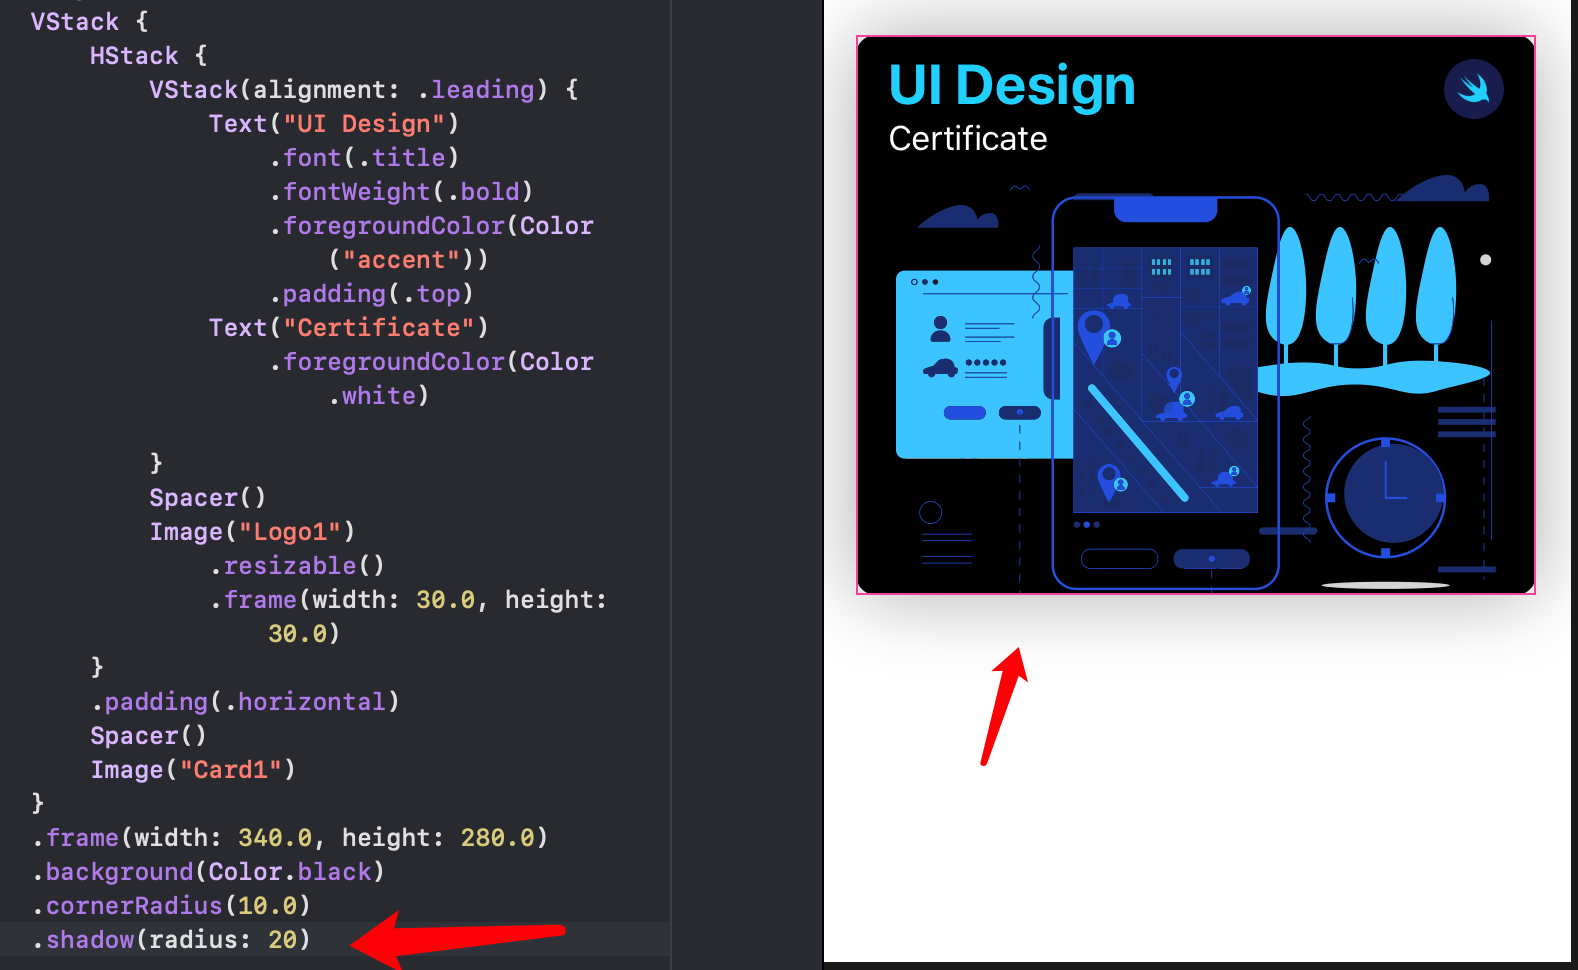 VStack {
HStack {
VStack(alignment: .leading) {
Text("UI Design")
.font(.title)
.fontWeight(.bold)
.foregroundColor(Color
("accent"))
.padding(.top)
Text("Certificate")
.foregroundColor(Color
.white)
}
Spacer()
Image("Logo1")
.resizable()
.frame(width: 30.0, height:
30.0)
}
.padding(.horizontal)
Spacer()
Image("Card1")
}
.frame(width: 340.0, height: 280.0)
.background(Color.black)
.cornerRadius(10.0)
.shadow(radius: 20)
UI Design
Certificate